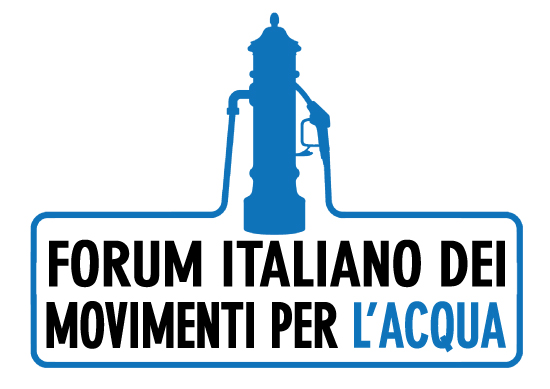 FORUM ITALIANO DEI
MOVIMENTI PER L'ACQUA